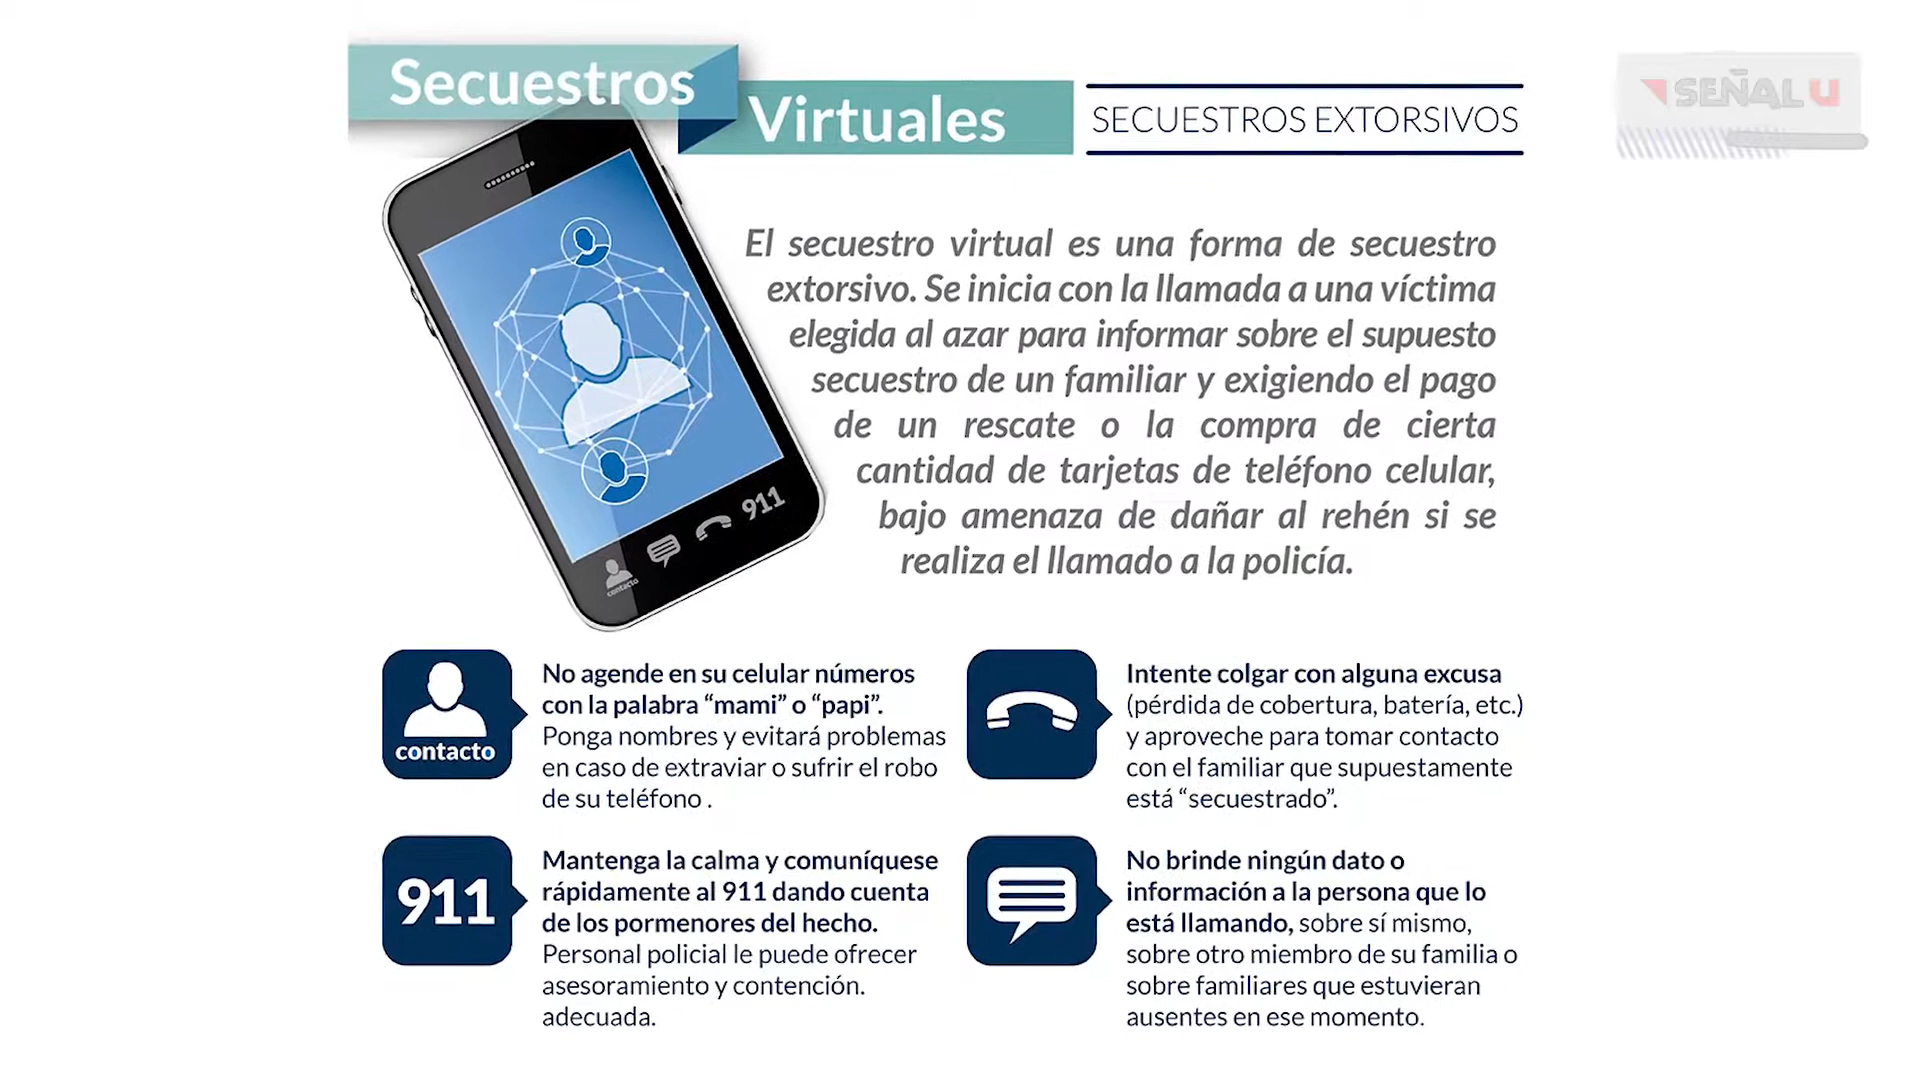 Secuestros
Virtuales
SECUESTROS EXTORSIVOS
SEÑAL U
El secuestro virtual es una forma de secuestro
extorsivo. Se inicia con la llamada a una víctima
elegida al azar para informar sobre el supuesto
secuestro de un familiar y exigiendo el pago
de un rescate o la compra de cierta
cantidad de tarjetas de teléfono celular,
bajo amenaza de dañar al rehén si se
realiza el llamado a la policía.
911
contacto
contacto
No agende en su celular números
con la palabra “mami” o “papi”.
Ponga nombres y evitará problemas
en caso de extraviar o sufrir el robo
de su teléfono .
Intente colgar con alguna excusa
(pérdida de cobertura, batería, etc.)
y aproveche para tomar contacto
con el familiar que supuestamente
está “secuestrado”.
911
Mantenga la calma y comuníquese
rápidamente al 911 dando cuenta
de los pormenores del hecho.
Personal policial le puede ofrecer
asesoramiento y contención.
adecuada.
No brinde ningún dato o
información a la persona que lo
está llamando, sobre sí mismo,
sobre otro miembro de su familia o
sobre familiares que estuvieran
ausentes en ese momento.